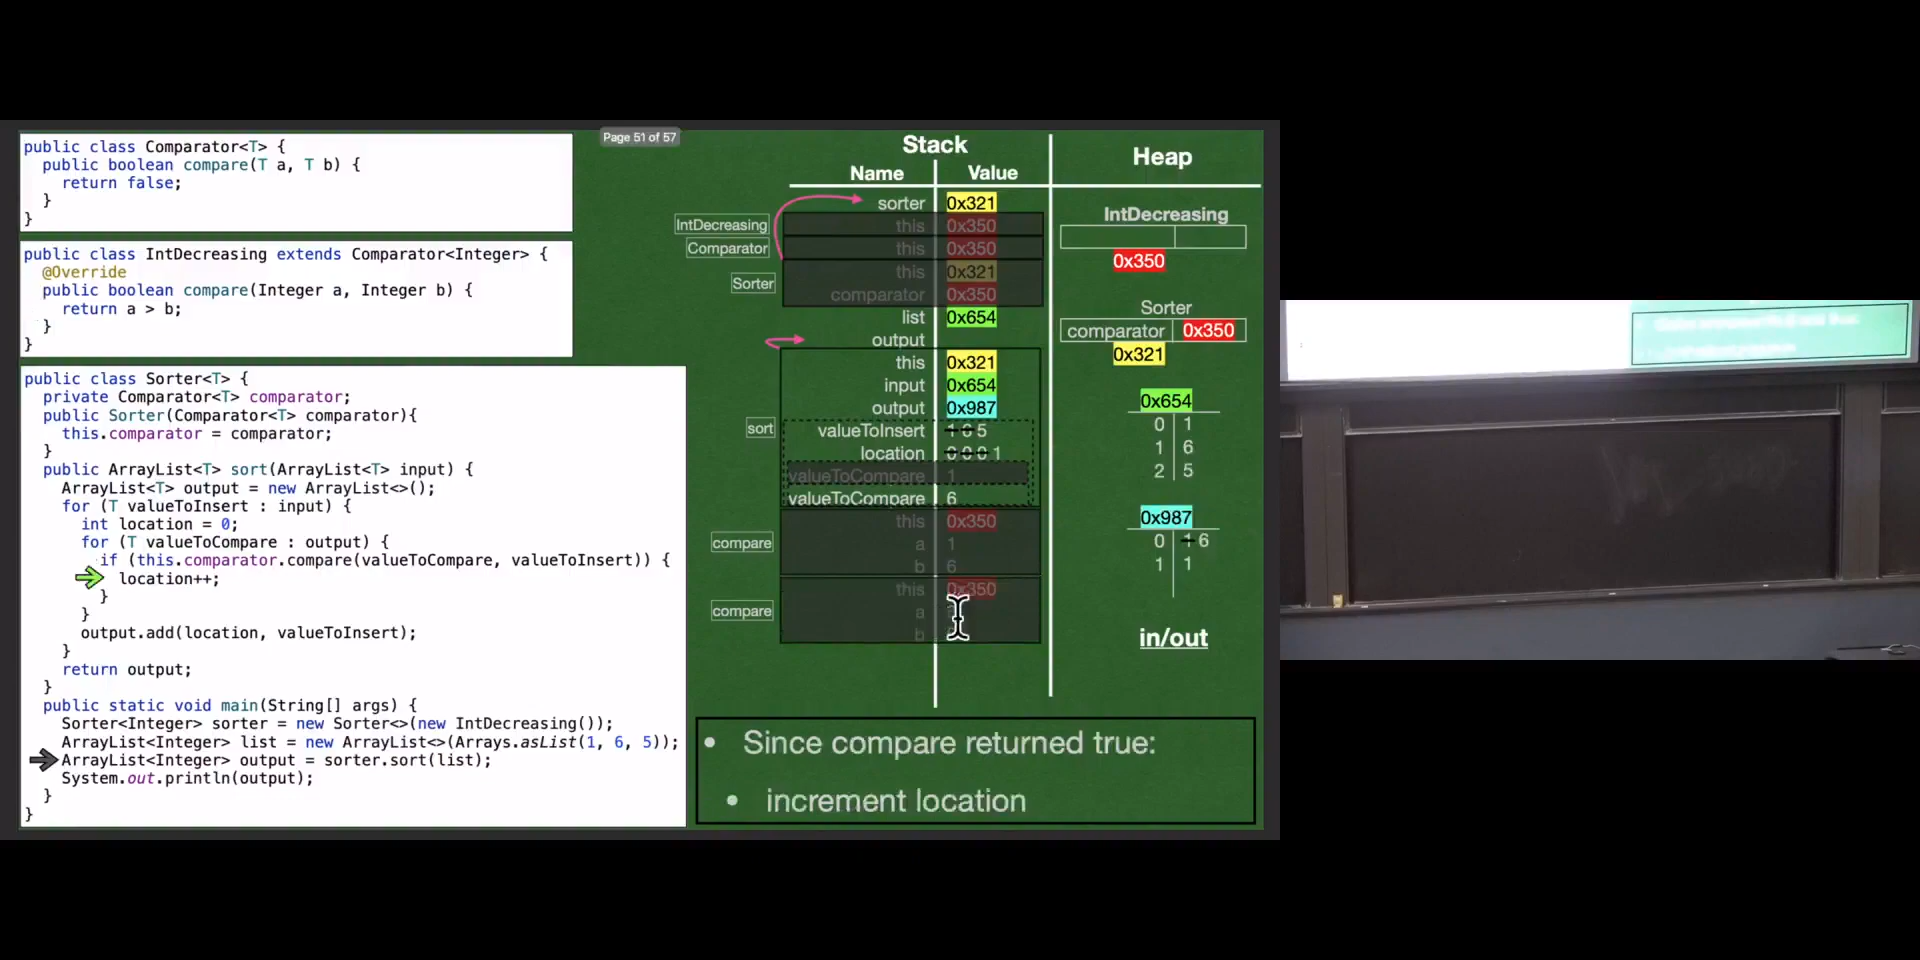 Page 51 of 57
public class Comparator<T> {
public boolean compare(T a, T b) {
return false;
}
}
public class IntDecreasing extends Comparator<Integer> {
@Override
public boolean compare(Integer a, Integer b) {
return a > b;
}
}
public class Sorter<T> {
private Comparator<T> comparator;
public Sorter(Comparator<T> comparator){
this.comparator = comparator;
}
public ArrayList<T> sort(ArrayList<T> input) {
ArrayList<T> output = new ArrayList<>();
for (T valueToInsert : input) {
int location = 0;
for (T valueToCompare : output) {
if (this.comparator.compare(valueToCompare, valueToInsert)) {
location++;
}
}
output.add(location, valueToInsert);
}
return output;
}
public static void main(String[] args) {
Sorter<Integer> sorter = new Sorter<>(new IntDecreasing());
ArrayList<Integer> list = new ArrayList<>(Arrays.asList(1, 6, 5));
ArrayList<Integer> output = sorter.sort(list);
System.out.println(output);
}
}
Stack
Name Value
sorter 0x321
IntDecreasing this 0x350
Comparator this 0x350
Sorter this 0x321
comparator 0x350
list 0x654
output
this 0x321
input 0x654
output 0x987
sort valueToInsert 1 6 5
location 0 0 0 1
valueToCompare 1
valueToCompare 6
this 0x350
compare a 1
b 6
this 0x350
compare a
b
Heap
IntDecreasing
0x350
Sorter
comparator 0x350
0x321
0x654
0 1
1 6
2 5
0x987
0 1 6
1 1
in/out
• Since compare returned true:
• increment location